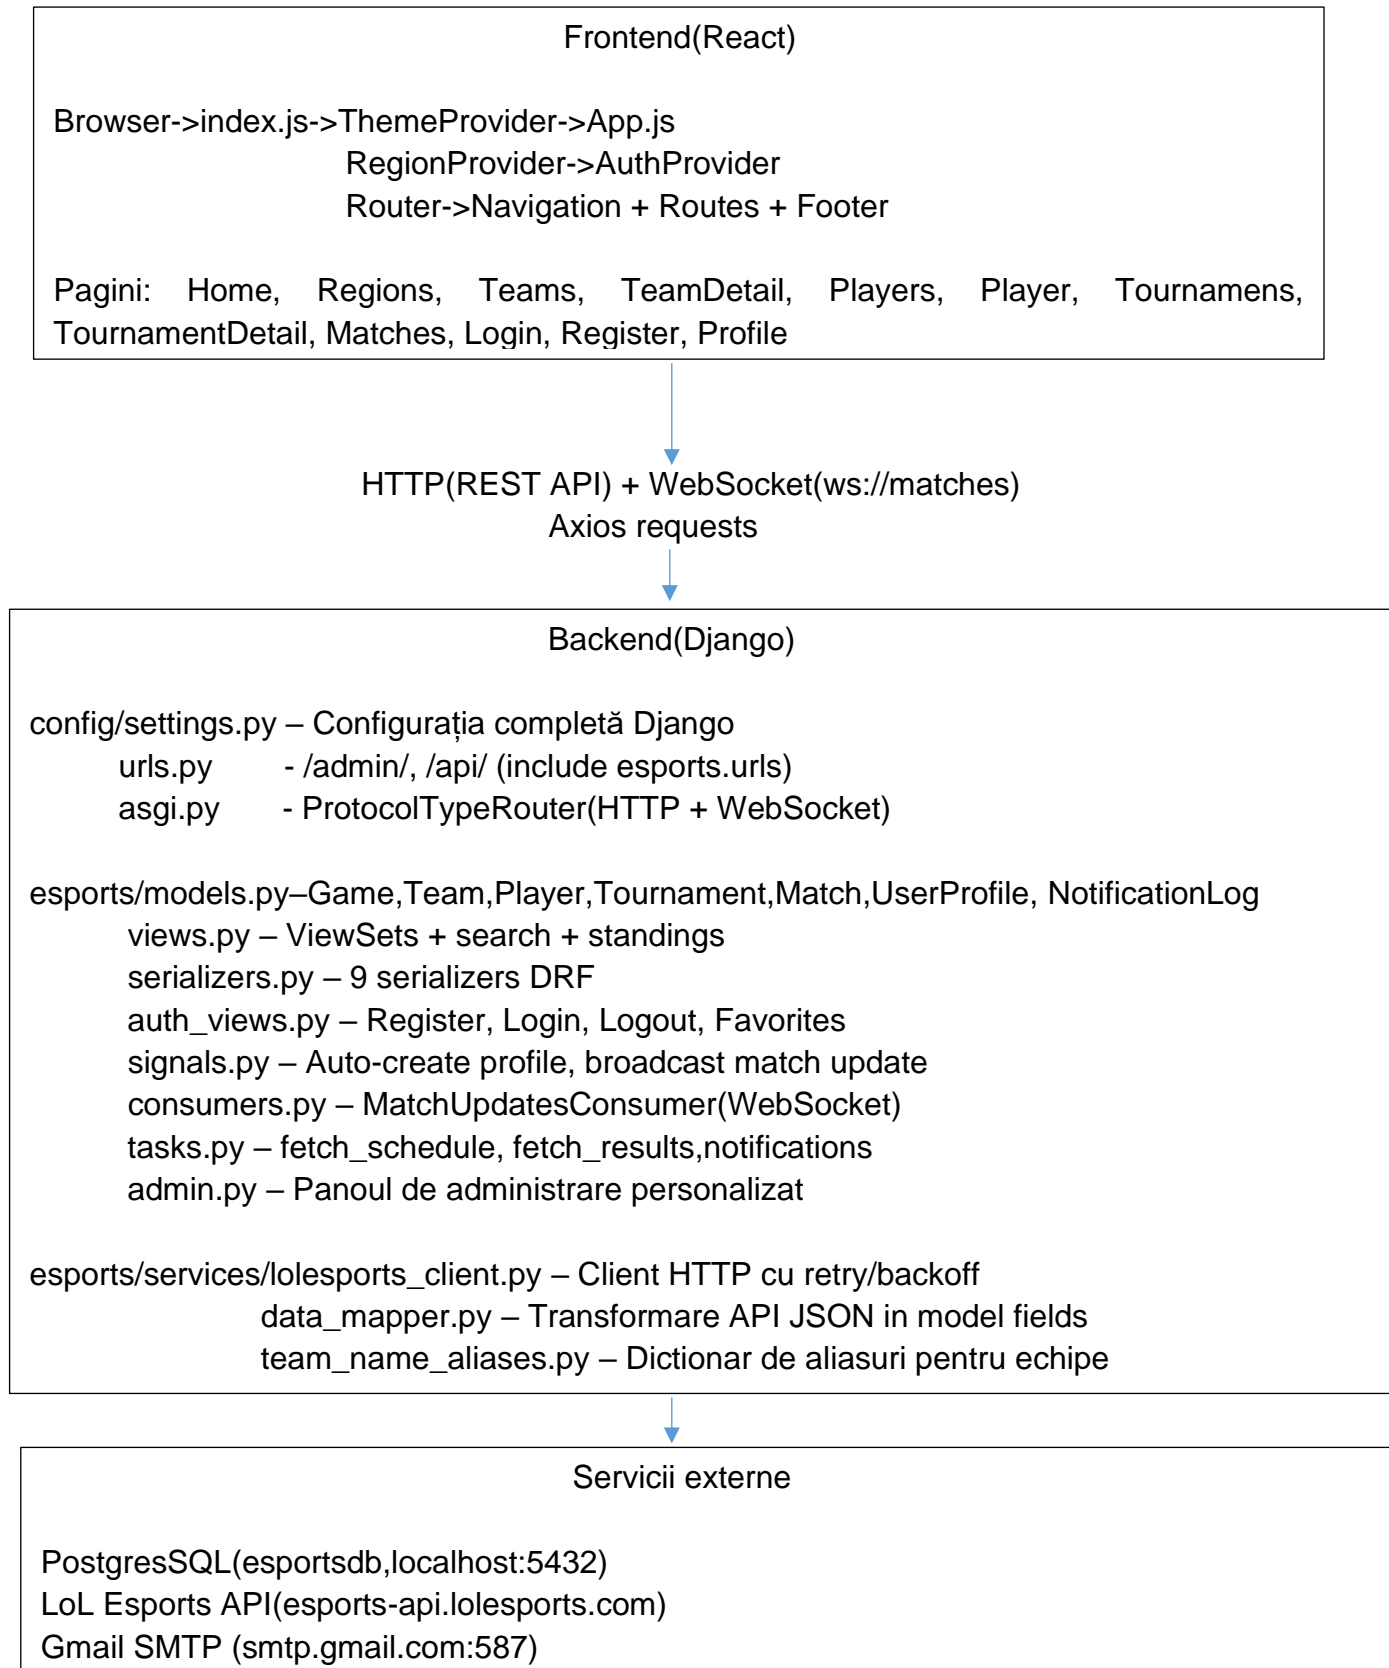 Frontend(React)
Browser->index.js->ThemeProvider->App.js
RegionProvider->AuthProvider
Router->Navigation + Routes + Footer
Pagini: Home, Regions, Teams, TeamDetail, Players, Player, Tournamens,
TournamentDetail, Matches, Login, Register, Profile
HTTP(REST API) + WebSocket(ws://matches)
Axios requests
Backend(Django)
config/settings.py – Configurația completă Django
urls.py - /admin/, /api/ (include esports.urls)
asgi.py - ProtocolTypeRouter(HTTP + WebSocket)
esports/models.py–Game,Team,Player,Tournament,Match,UserProfile, NotificationLog
views.py – ViewSets + search + standings
serializers.py – 9 serializers DRF
auth_views.py – Register, Login, Logout, Favorites
signals.py – Auto-create profile, broadcast match update
consumers.py – MatchUpdatesConsumer(WebSocket)
tasks.py – fetch_schedule, fetch_results,notifications
admin.py – Panoul de administrare personalizat
esports/services/lolesports_client.py – Client HTTP cu retry/backoff
data_mapper.py – Transformare API JSON in model fields
team_name_aliases.py – Dictionar de aliasuri pentru echipe
Servicii externe
PostgresSQL(esportsdb,localhost:5432)
LoL Esports API(esports-api.lolesports.com)
Gmail SMTP (smtp.gmail.com:587)